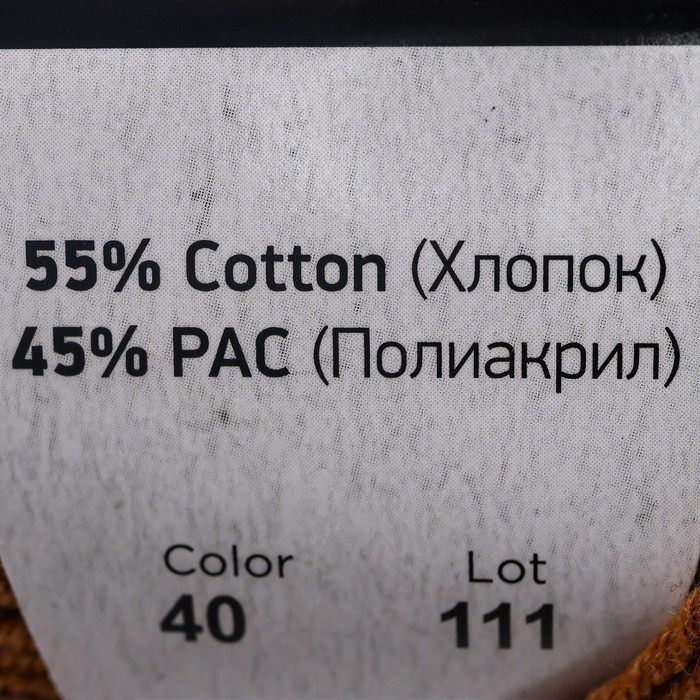 55% Cotton (Хлопок)
45% PAC (Полиакрил)
Color Lot
40 111